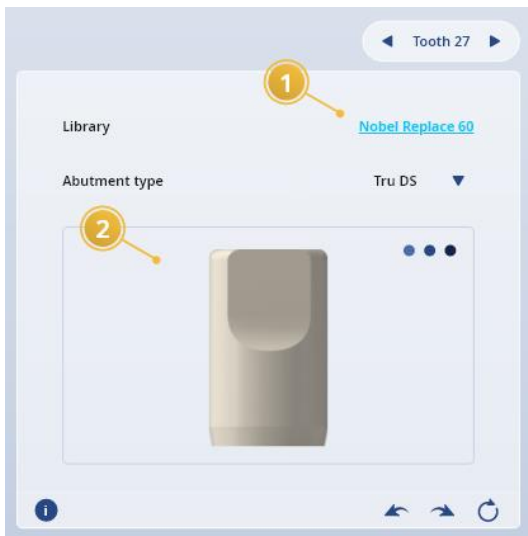 ◀ Tooth 27 ▶
1
Library Nobel Replace 60
Abutment type Tru DS ▼
2
i